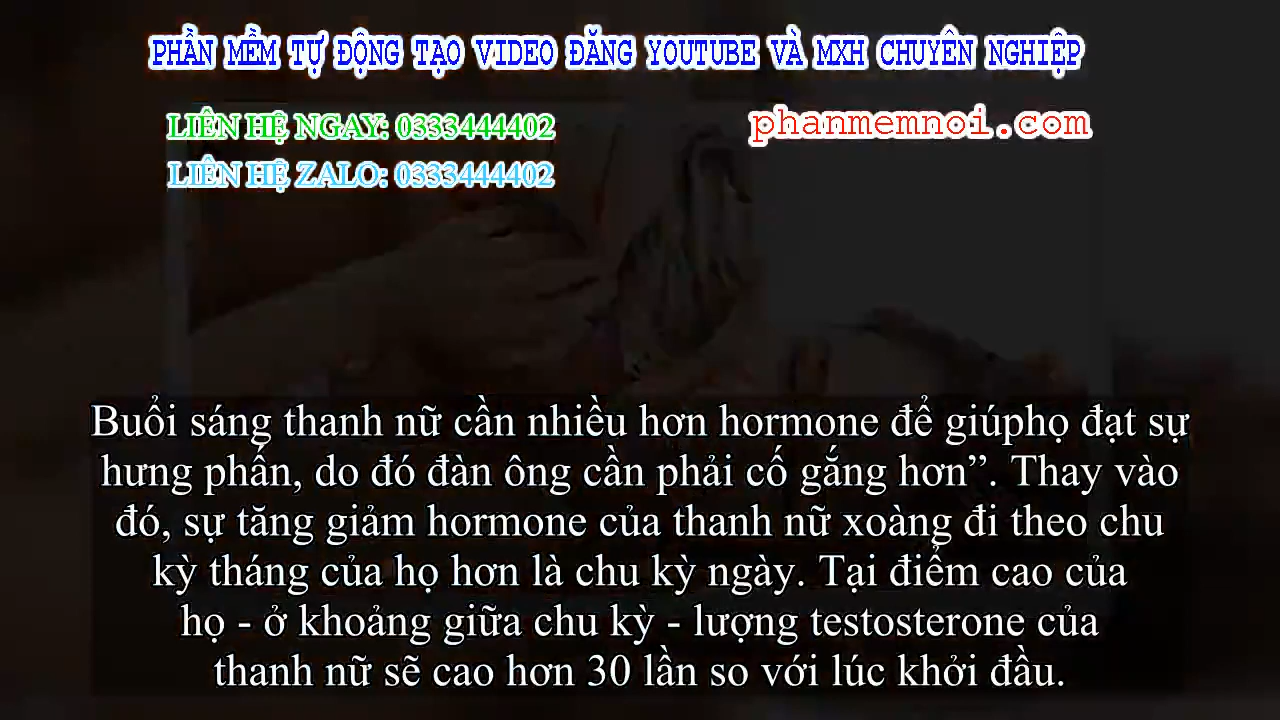 PHẦN MỀM TỰ ĐỘNG TẠO VIDEO ĐĂNG YOUTUBE VÀ MXH CHUYÊN NGHIỆP
LIÊN HỆ NGAY: 0333444402
phanmemnoi.com
LIÊN HỆ ZALO: 0333444402
Buổi sáng thanh nữ cần nhiều hơn hormone để giúphọ đạt sự
hưng phấn, do đó đàn ông cần phải cố gắng hơn”. Thay vào
đó, sự tăng giảm hormone của thanh nữ xoàng đi theo chu
kỳ tháng của họ hơn là chu kỳ ngày. Tại điểm cao của
họ - ở khoảng giữa chu kỳ - lượng testosterone của
thanh nữ sẽ cao hơn 30 lần so với lúc khởi đầu.